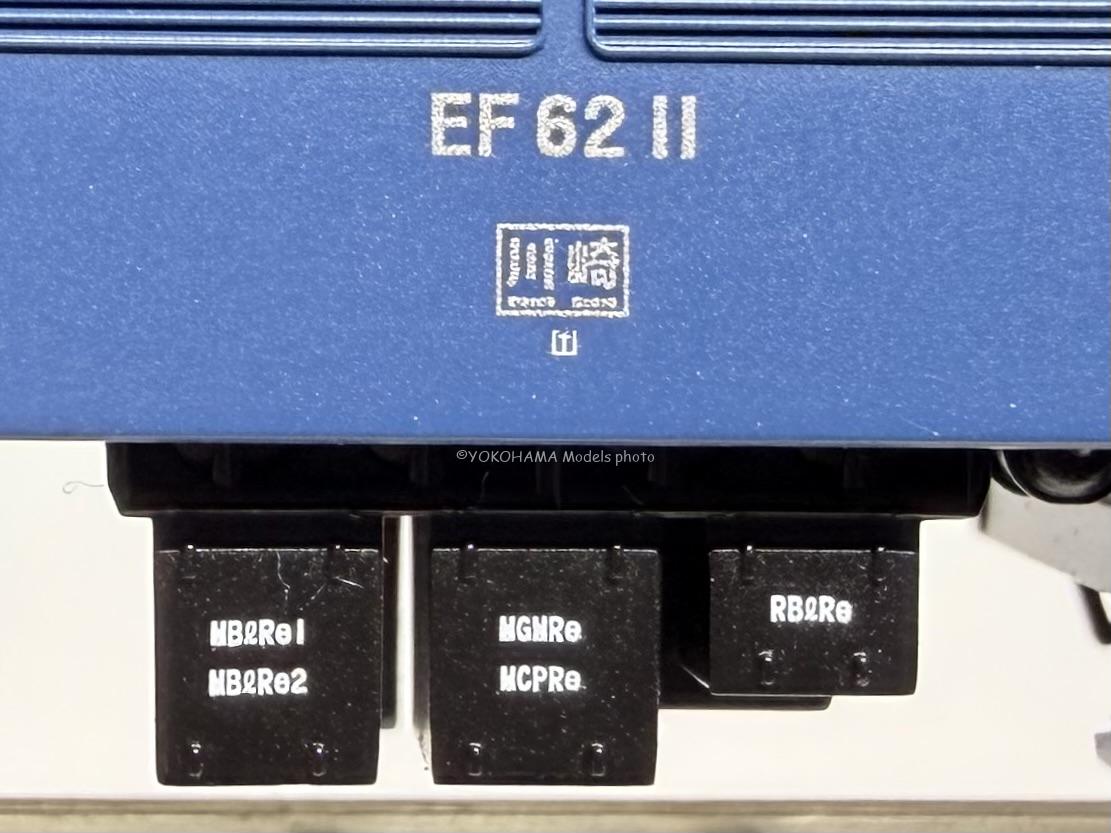 EF 62 11
川崎
©YOKOHAMA Models photo
MBℓRe1
MBℓRe2
MGMRe
MCPRe
RBℓRe